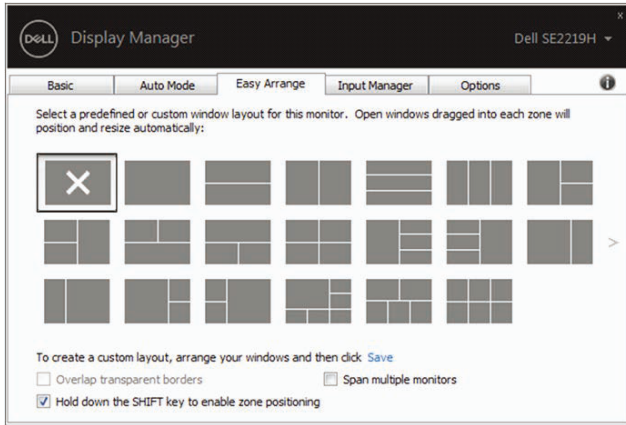 x
DELL Display Manager Dell SE2219H
Basic Auto Mode Easy Arrange Input Manager Options i
Select a predefined or custom window layout for this monitor. Open windows dragged into each zone will
position and resize automatically:
>
To create a custom layout, arrange your windows and then click Save
Overlap transparent borders Span multiple monitors
Hold down the SHIFT key to enable zone positioning